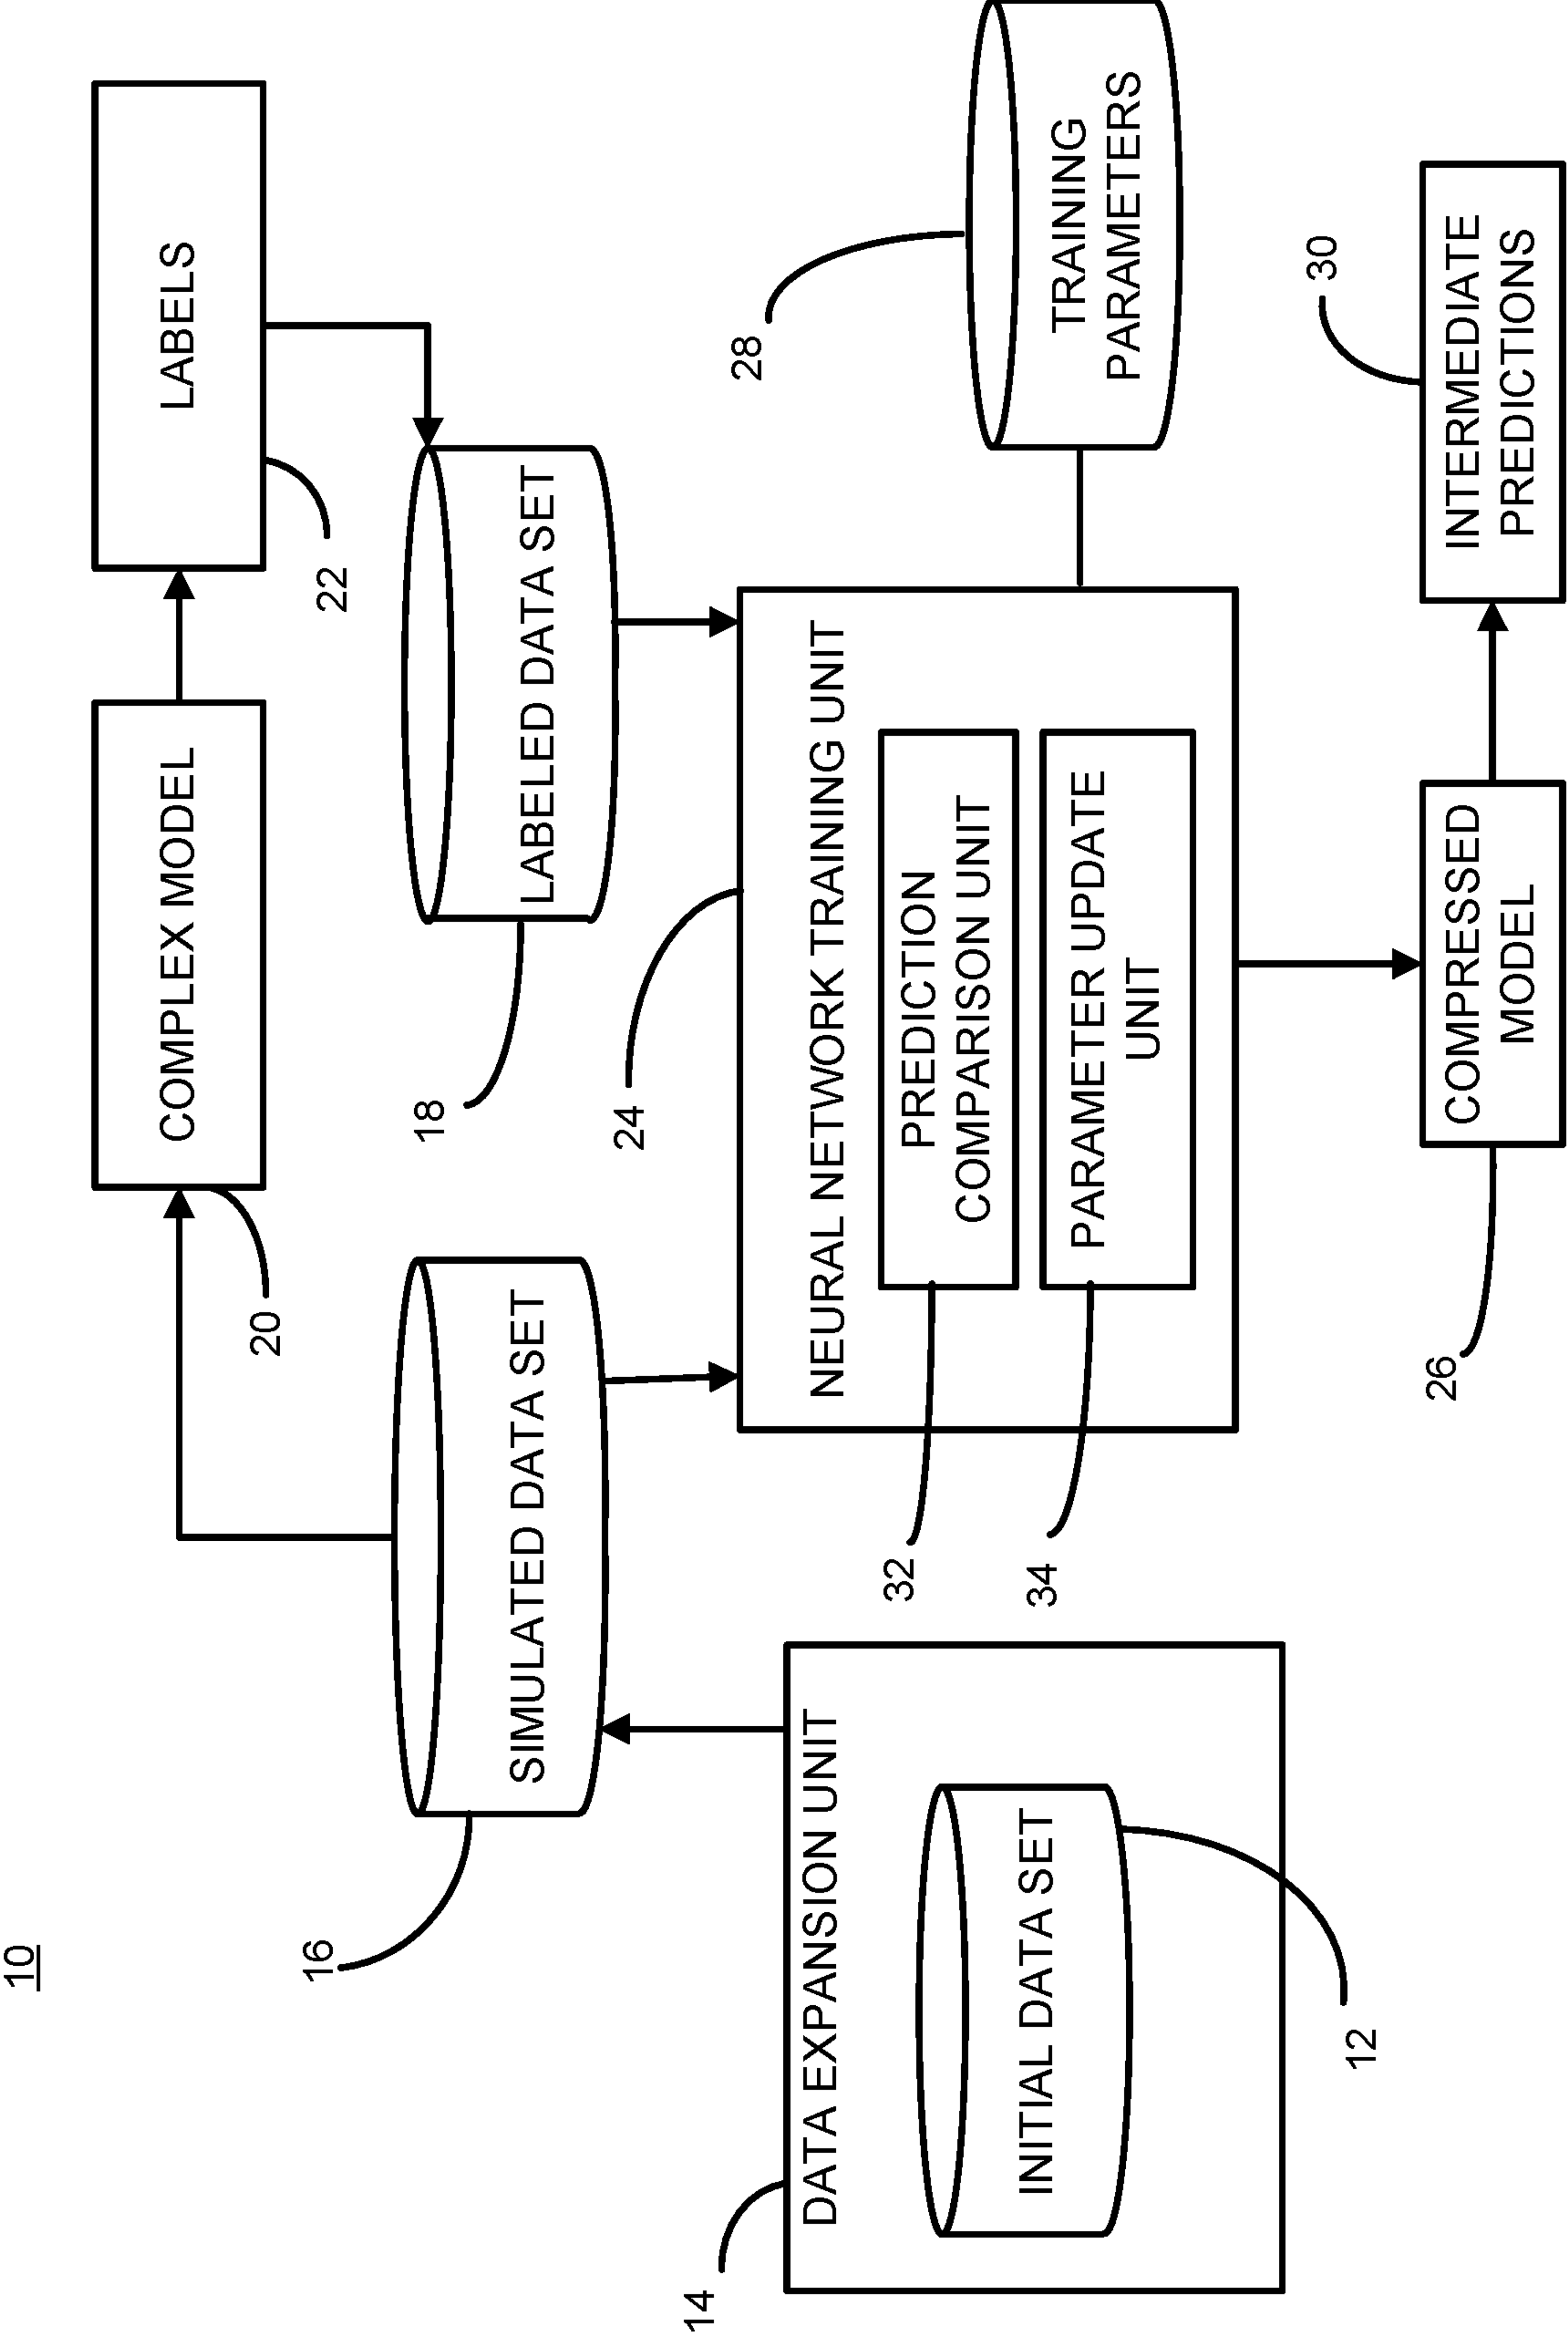 10
COMPLEX MODEL
LABELS
20
22
16
SIMULATED DATA SET
18
LABELED DATA SET
14
DATA EXPANSION UNIT
INITIAL DATA SET
12
24
NEURAL NETWORK TRAINING UNIT
32
PREDICTION
COMPARISON UNIT
34
PARAMETER UPDATE
UNIT
28
TRAINING
PARAMETERS
26
COMPRESSED
MODEL
30
INTERMEDIATE
PREDICTIONS